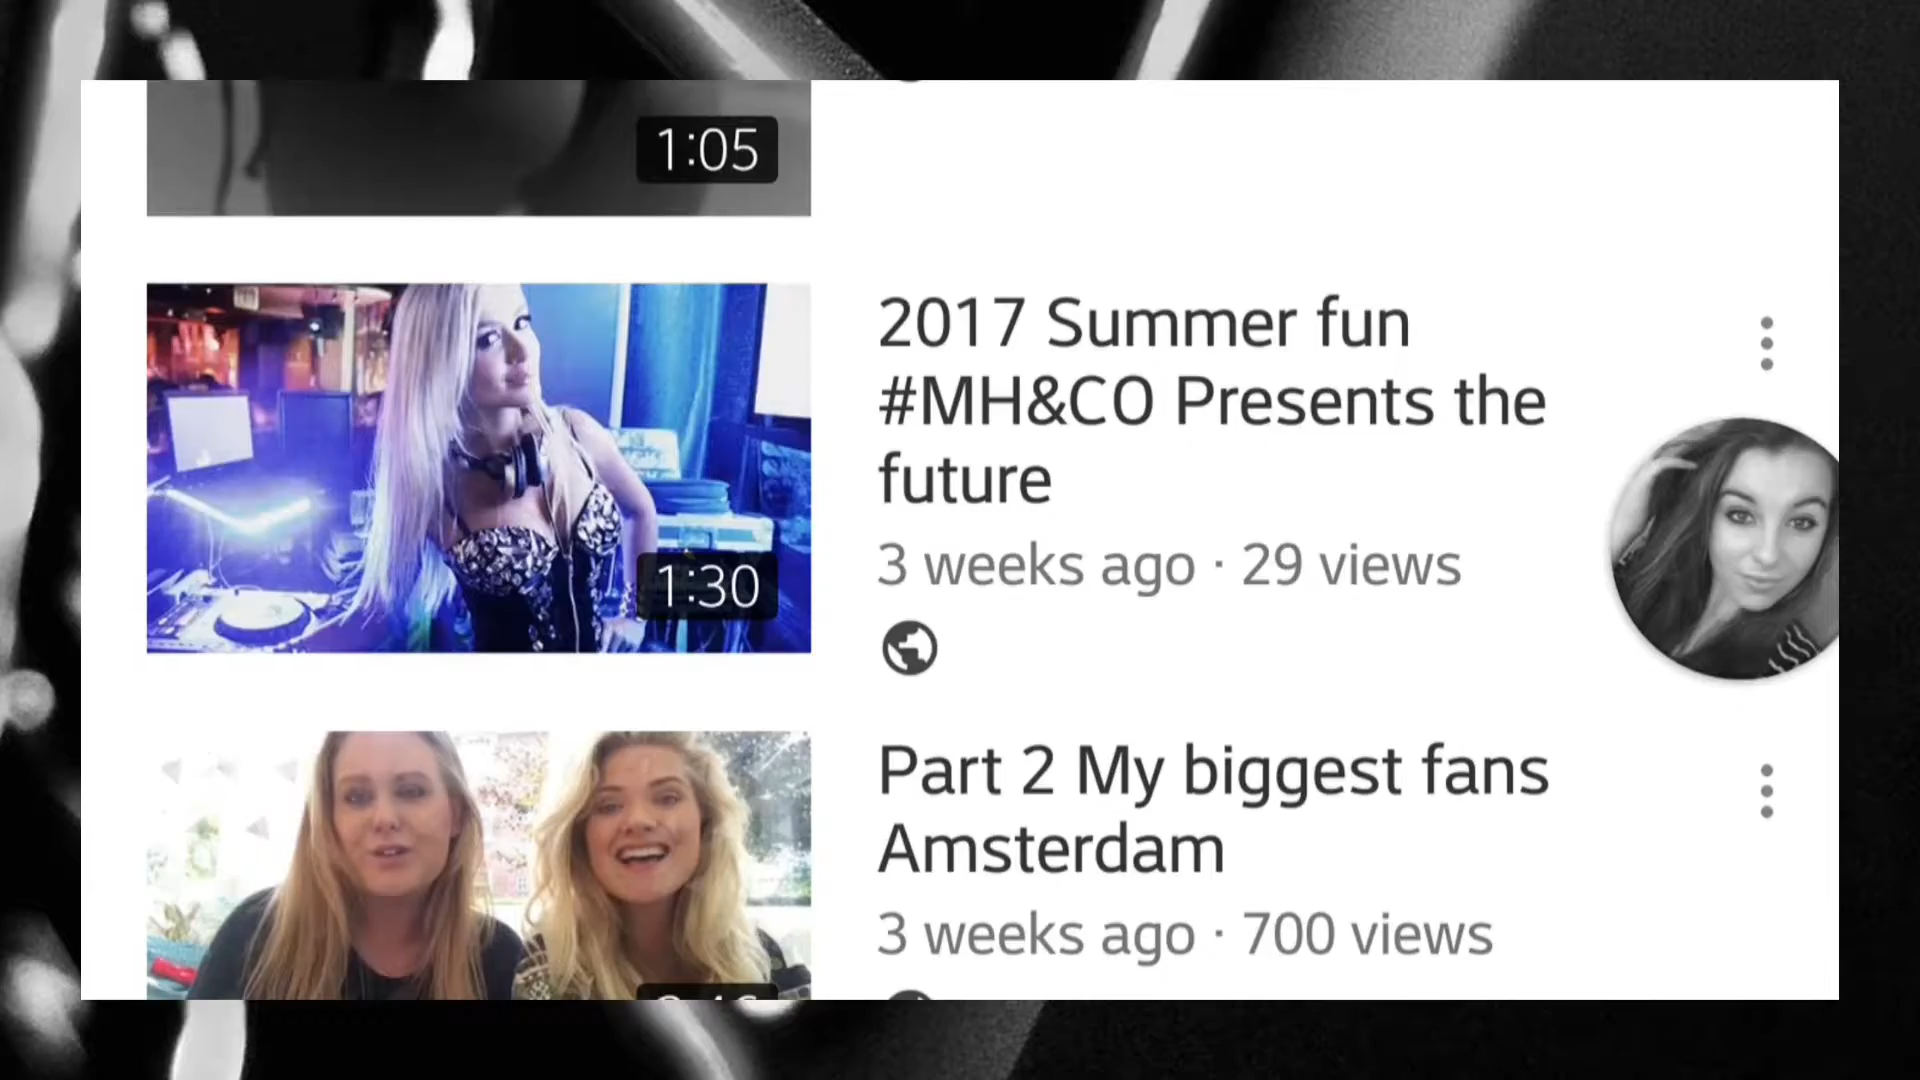 1:05
2017 Summer fun
#MH&CO Presents the
future
3 weeks ago · 29 views
1:30
Part 2 My biggest fans
Amsterdam
3 weeks ago · 700 views